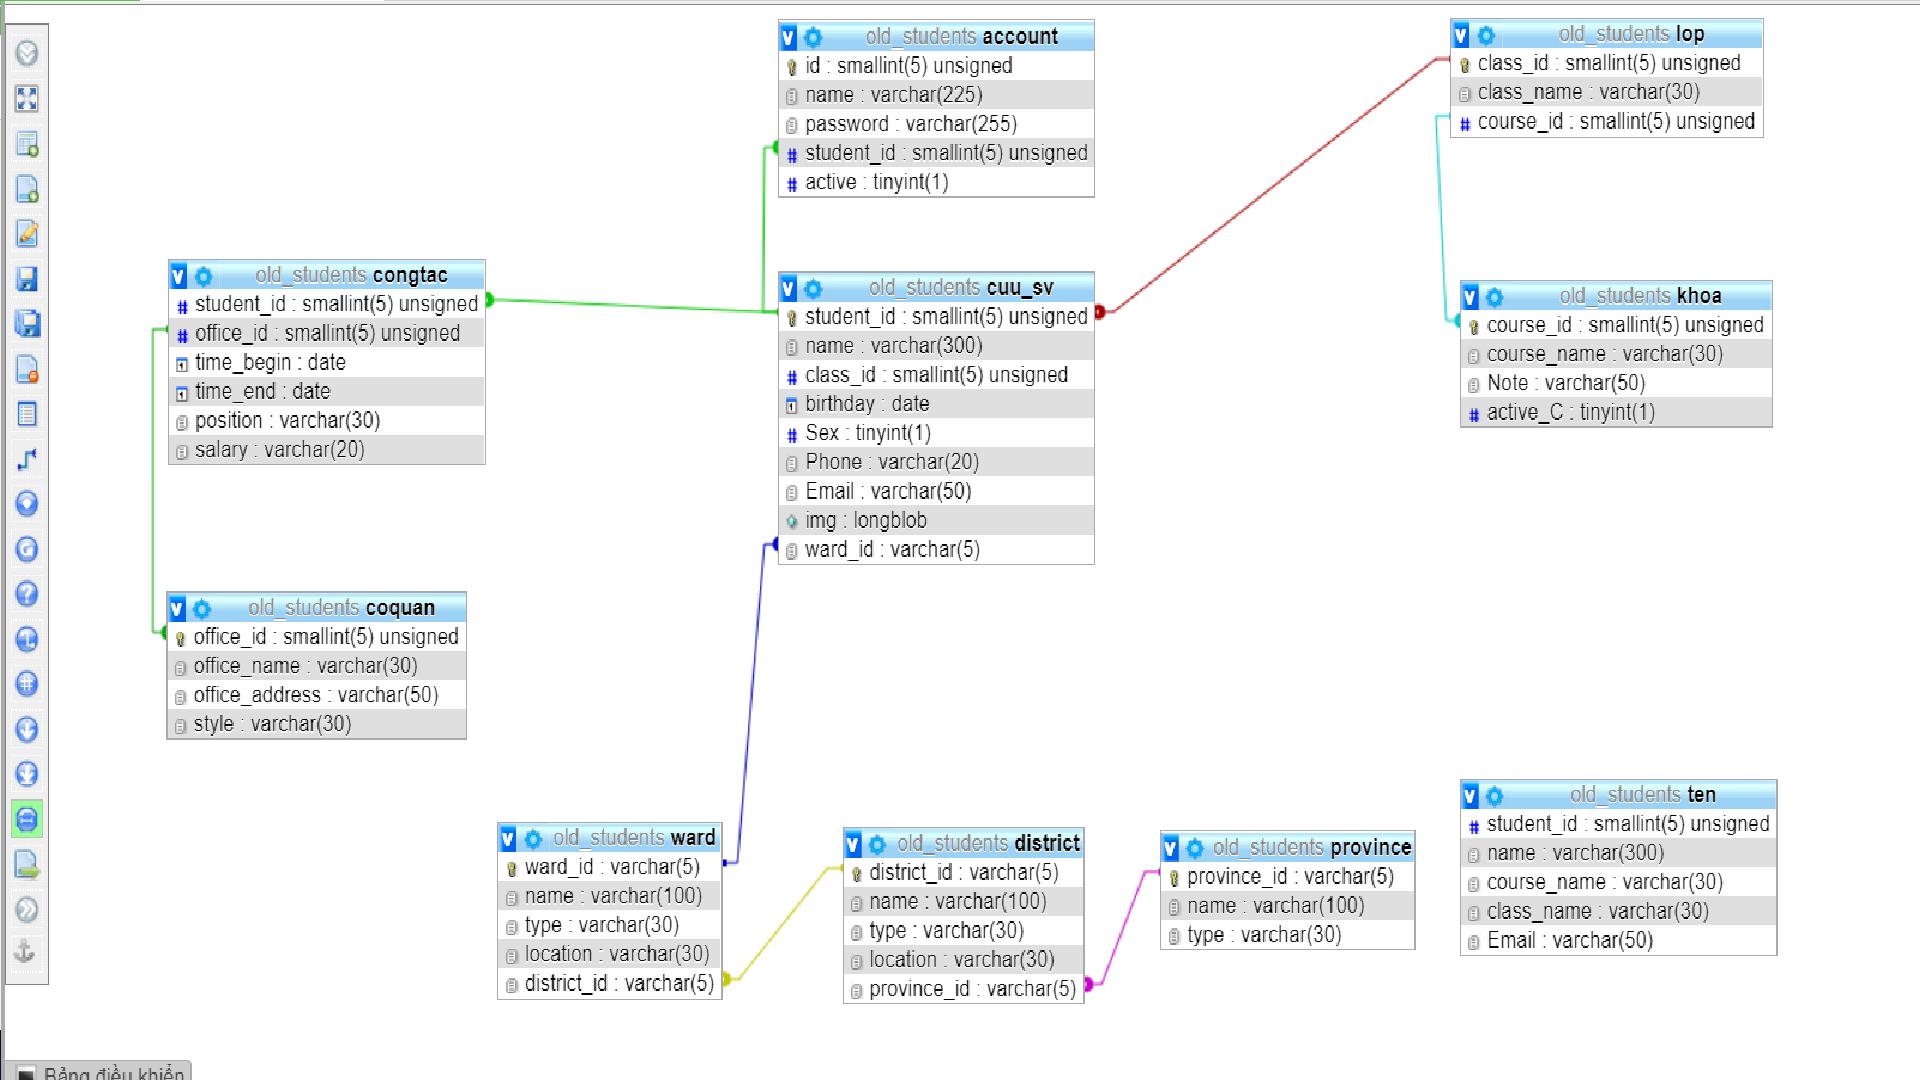 old_students account
id : smallint(5) unsigned
name : varchar(225)
password : varchar(255)
student_id : smallint(5) unsigned
active : tinyint(1)
old_students lop
class_id : smallint(5) unsigned
class_name : varchar(30)
course_id : smallint(5) unsigned
old_students congtac
student_id : smallint(5) unsigned
office_id : smallint(5) unsigned
time_begin : date
time_end : date
position : varchar(30)
salary : varchar(20)
old_students cuu_sv
student_id : smallint(5) unsigned
name : varchar(300)
class_id : smallint(5) unsigned
birthday : date
Sex : tinyint(1)
Phone : varchar(20)
Email : varchar(50)
img : longblob
ward_id : varchar(5)
old_students khoa
course_id : smallint(5) unsigned
course_name : varchar(30)
Note : varchar(50)
active_C : tinyint(1)
old_students coquan
office_id : smallint(5) unsigned
office_name : varchar(30)
office_address : varchar(50)
style : varchar(30)
old_students ward
ward_id : varchar(5)
name : varchar(100)
type : varchar(30)
location : varchar(30)
district_id : varchar(5)
old_students district
district_id : varchar(5)
name : varchar(100)
type : varchar(30)
location : varchar(30)
province_id : varchar(5)
old_students province
province_id : varchar(5)
name : varchar(100)
type : varchar(30)
old_students ten
student_id : smallint(5) unsigned
name : varchar(300)
course_name : varchar(30)
class_name : varchar(30)
Email : varchar(50)
Bảng điều khiển